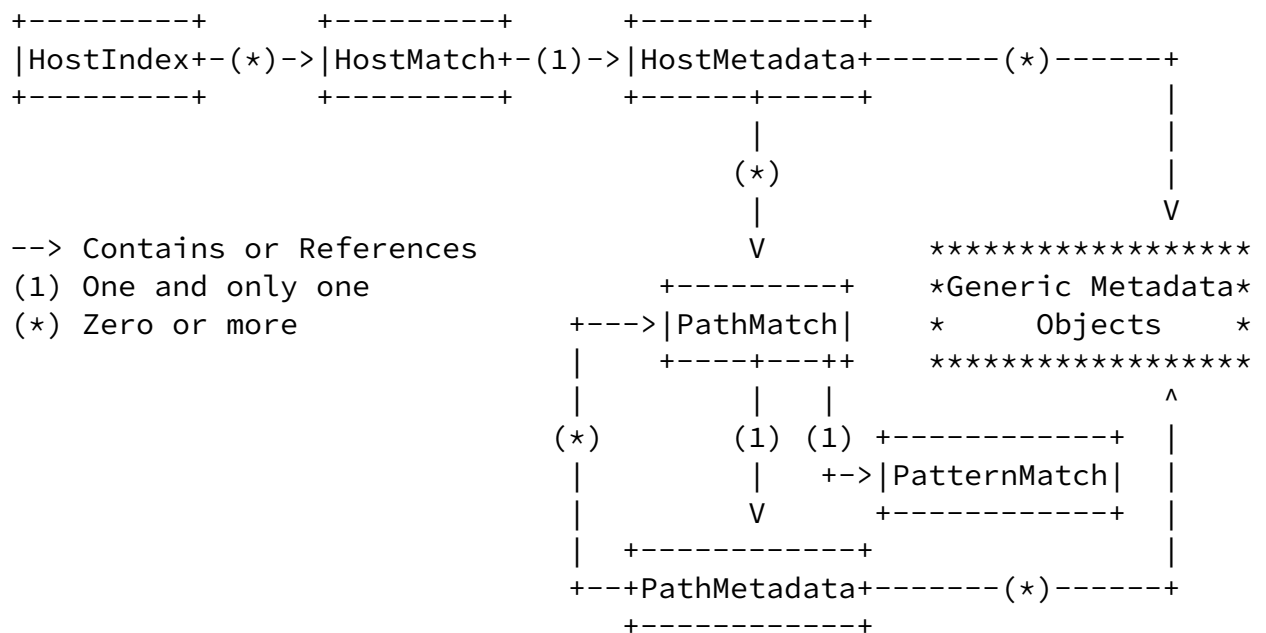 +---------+   +---------+       +------------+
|HostIndex+-(*)->|HostMatch+-(1)->|HostMetadata+-------(*)------+
+---------+      +---------+      +------+-----+                |
                                         |                      |
                                        (*)                     |
                                         |                      V
--> Contains or References               V         ******************
(1) One and only one                +---------+    *Generic Metadata*
(*) Zero or more               +--->|PathMatch|    *     Objects    *
                               |    +----+---++    ******************
                               |         |   |                  ^
                              (*)       (1) (1) +------------+  |
                               |         |   +->|PatternMatch|  |
                               |         V      +------------+  |
                               |  +------------+                |
                               +--+PathMetadata+-------(*)------+
                                  +------------+